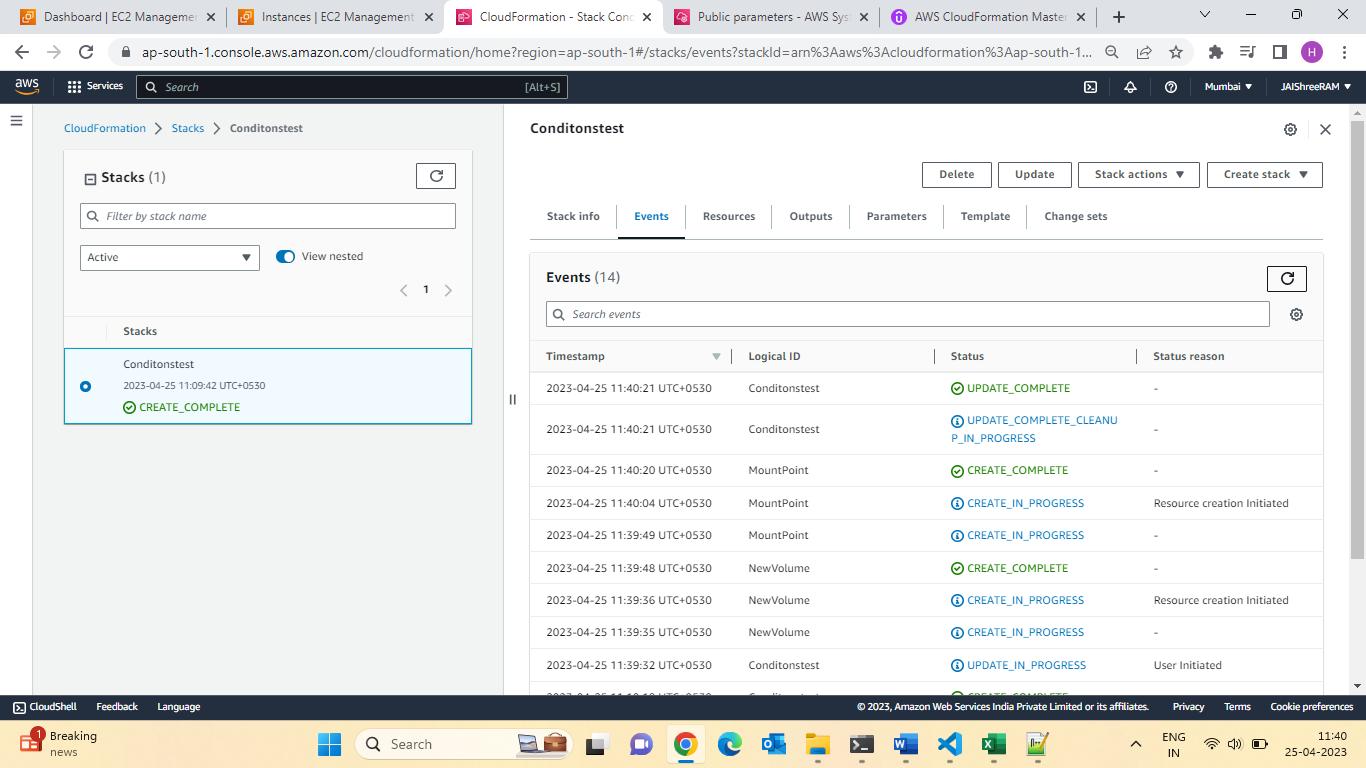 Dashboard | EC2 Managemen
Instances | EC2 Management
CloudFormation - Stack Cond
Public parameters - AWS Sys
AWS CloudFormation Master
ap-south-1.console.aws.amazon.com/cloudformation/home?region=ap-south-1#/stacks/events?stackId=arn%3Aaws%3Acloudformation%3Aap-south-1...
H
aws
Services
Search
[Alt+S]
Mumbai
JAIShreeRAM
CloudFormation
Stacks
Conditonstest
Stacks (1)
Filter by stack name
Active
View nested
1
Stacks
Conditonstest
2023-04-25 11:09:42 UTC+0530
CREATE_COMPLETE
Conditonstest
Delete
Update
Stack actions
Create stack
Stack info
Events
Resources
Outputs
Parameters
Template
Change sets
Events (14)
Search events
Timestamp Logical ID Status Status reason
2023-04-25 11:40:21 UTC+0530 Conditonstest UPDATE_COMPLETE -
2023-04-25 11:40:21 UTC+0530 Conditonstest UPDATE_COMPLETE_CLEANU
P_IN_PROGRESS -
2023-04-25 11:40:20 UTC+0530 MountPoint CREATE_COMPLETE -
2023-04-25 11:40:04 UTC+0530 MountPoint CREATE_IN_PROGRESS Resource creation Initiated
2023-04-25 11:39:49 UTC+0530 MountPoint CREATE_IN_PROGRESS -
2023-04-25 11:39:48 UTC+0530 NewVolume CREATE_COMPLETE -
2023-04-25 11:39:36 UTC+0530 NewVolume CREATE_IN_PROGRESS Resource creation Initiated
2023-04-25 11:39:35 UTC+0530 NewVolume CREATE_IN_PROGRESS -
2023-04-25 11:39:32 UTC+0530 Conditonstest UPDATE_IN_PROGRESS User Initiated
CloudShell
Feedback
Language
© 2023, Amazon Web Services India Private Limited or its affiliates.
Privacy
Terms
Cookie preferences
1
Breaking
news
Search
ENG
IN
11:40
25-04-2023